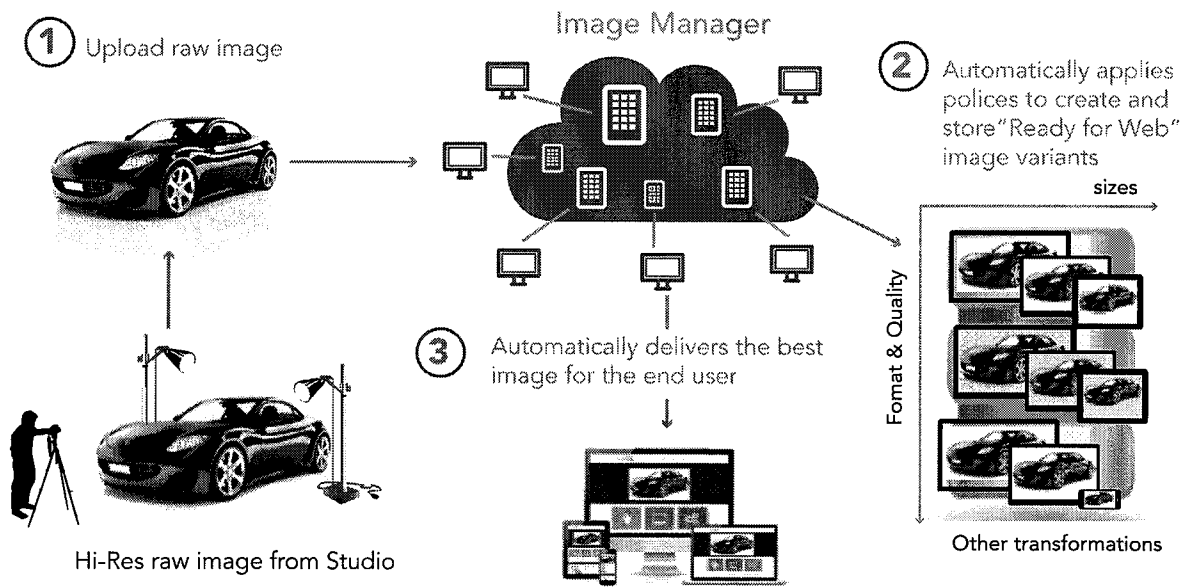 Image Manager
1 Upload raw image
2 Automatically applies
polices to create and
store"Ready for Web"
image variants
sizes
Fomat & Quality
Other transformations
3 Automatically delivers the best
image for the end user
Hi-Res raw image from Studio